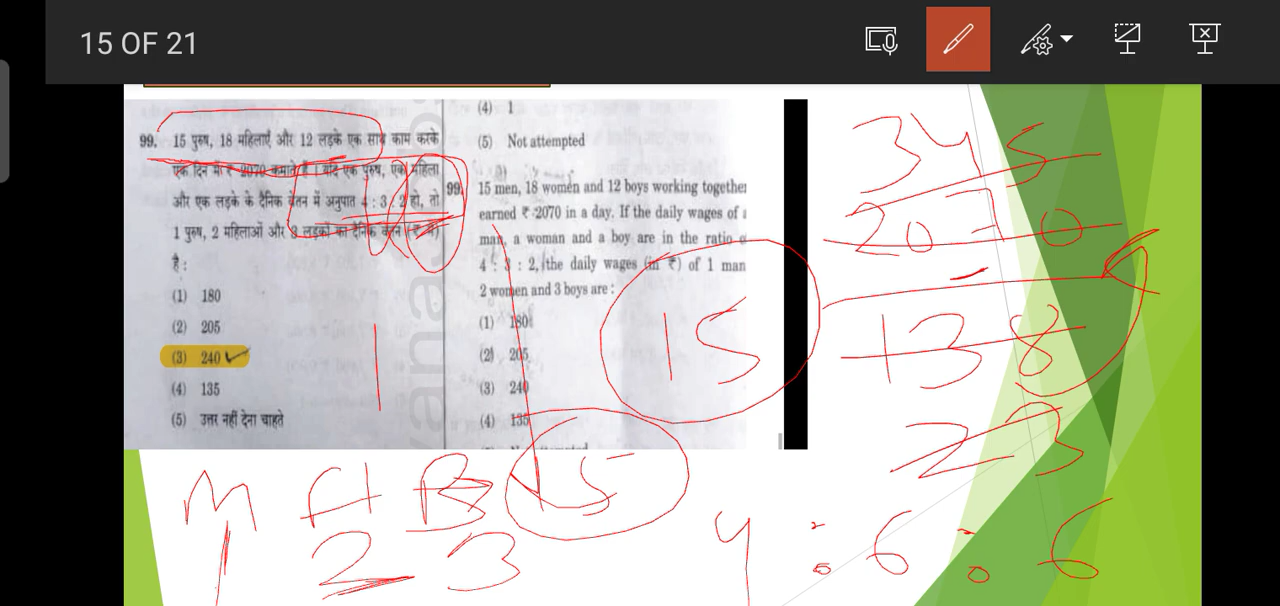 15 OF 21
99. 15 पुरुष, 18 महिलाएँ और 12 लड़के एक साथ काम करके
एक दिन में ₹ 2070 कमाते हैं। यदि एक पुरुष, एक महिला
और एक लड़के के दैनिक वेतन में अनुपात 4 : 3 : 2 हो, तो
1 पुरुष, 2 महिलाओं और 3 लड़कों का दैनिक वेतन (₹ में)
है :
(1) 180
(2) 205
(3) 240
(4) 135
(5) उत्तर नहीं देना चाहते
(4) 1
(5) Not attempted
99. 15 men, 18 women and 12 boys working together
earned ₹ 2070 in a day. If the daily wages of a
man, a woman and a boy are in the ratio o
4 : 3 : 2, the daily wages (in ₹) of 1 man
2 women and 3 boys are :
(1) 180
(2) 205
(3) 240
(4) 135
345
2070
138
23
15
15
M
B
1 2 3
4 : 6 : 6